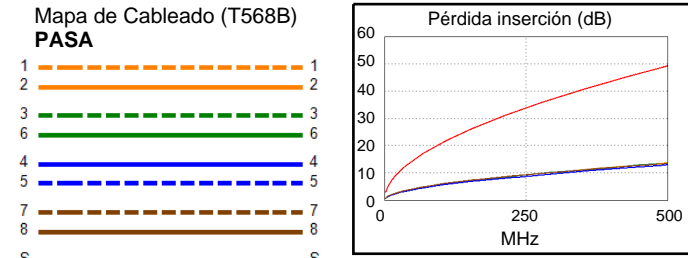 Mapa de Cableado (T568B)
PASA
1 1
2 2
3 3
6 6
4 4
5 5
7 7
8 8
S S
Pérdida inserción (dB)
60
50
40
30
20
10
0
0 250 500
MHz